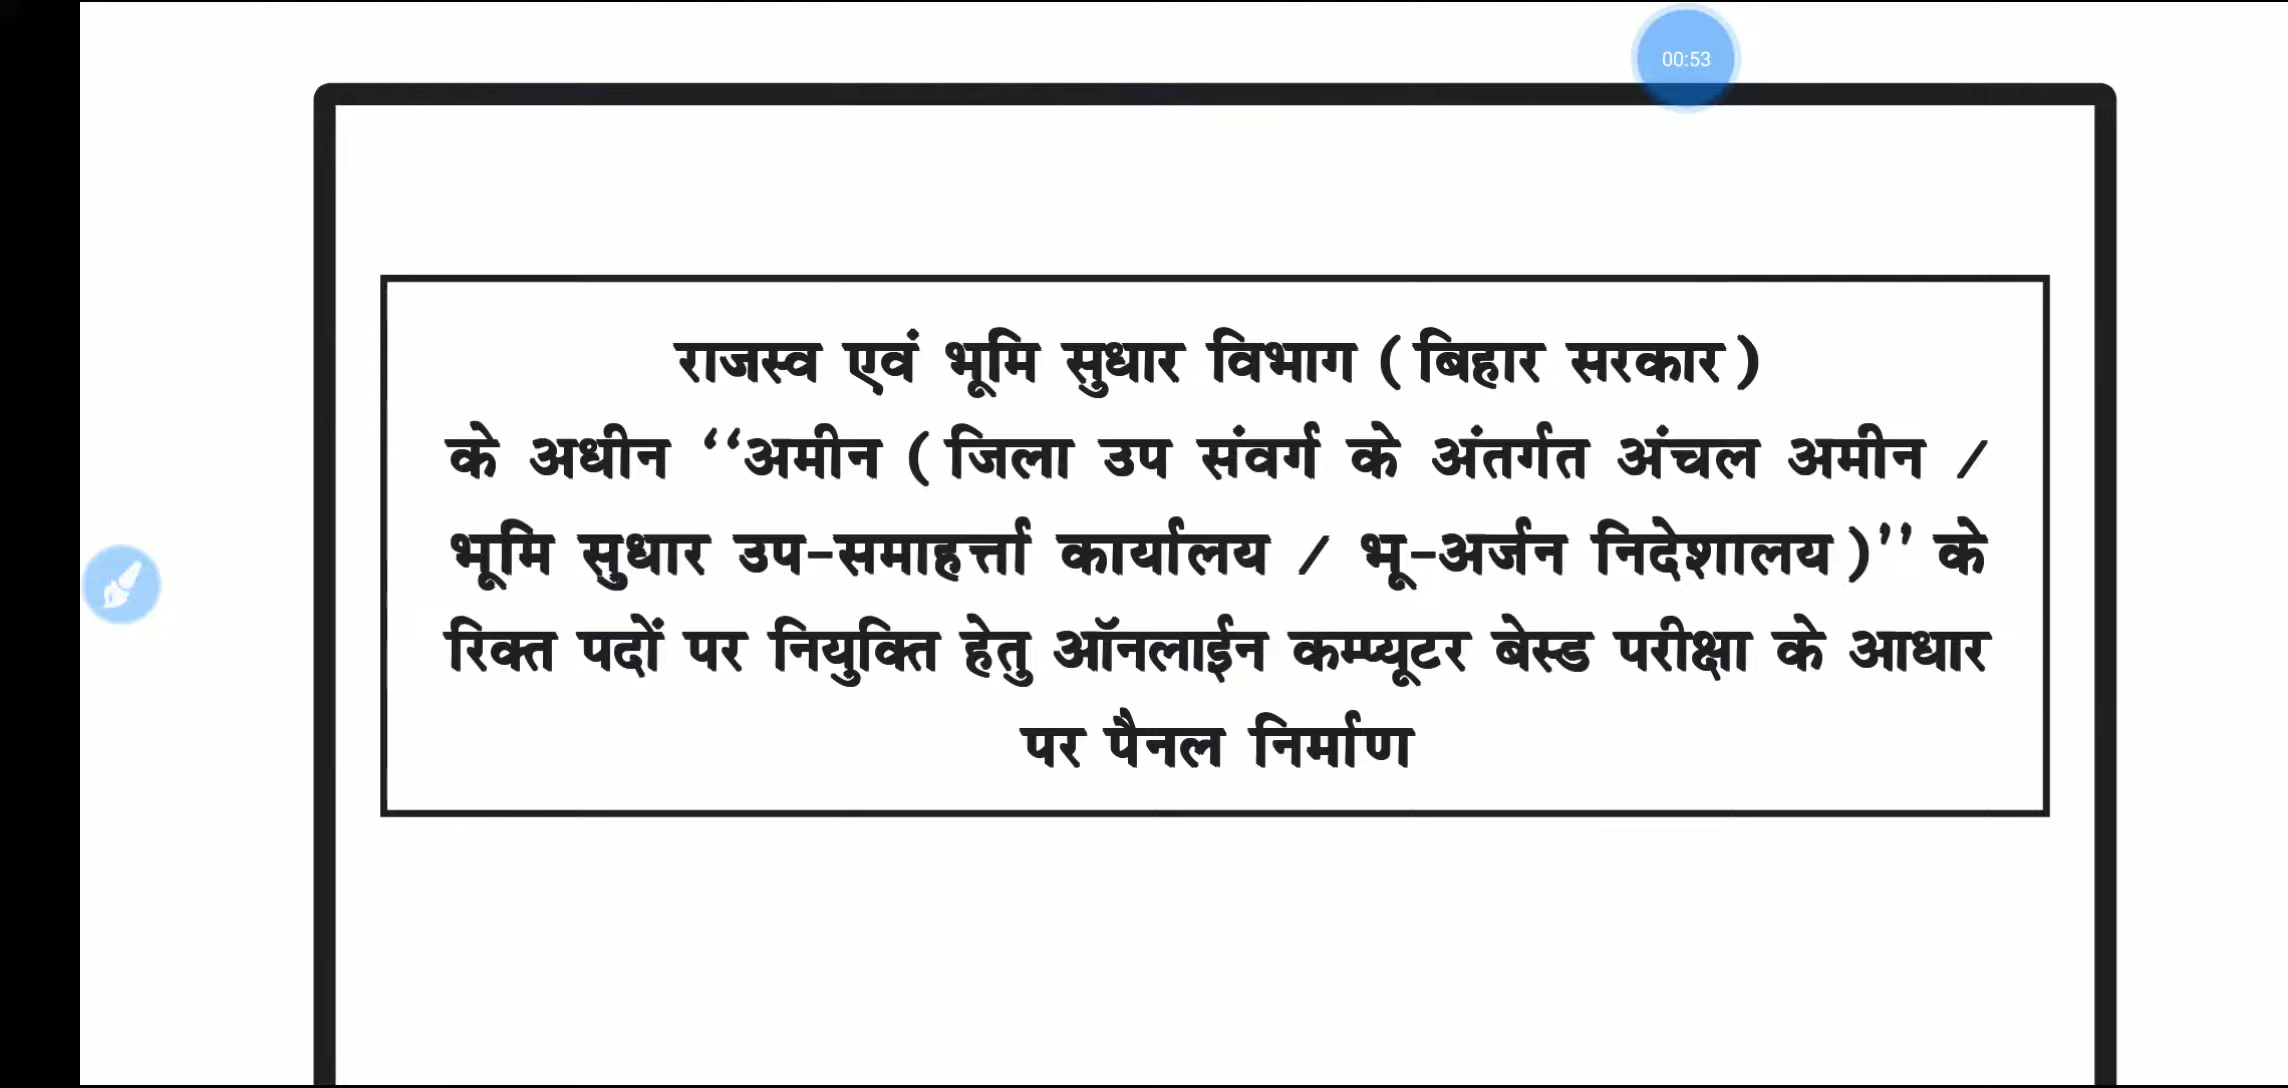 00:53
राजस्व एवं भूमि सुधार विभाग (बिहार सरकार)
के अधीन ‘‘अमीन (जिला उप संवर्ग के अंतर्गत अंचल अमीन /
भूमि सुधार उप-समाहर्त्ता कार्यालय / भू-अर्जन निदेशालय)’’ के
रिक्त पदों पर नियुक्ति हेतु ऑनलाईन कम्प्यूटर बेस्ड परीक्षा के आधार
पर पैनल निर्माण